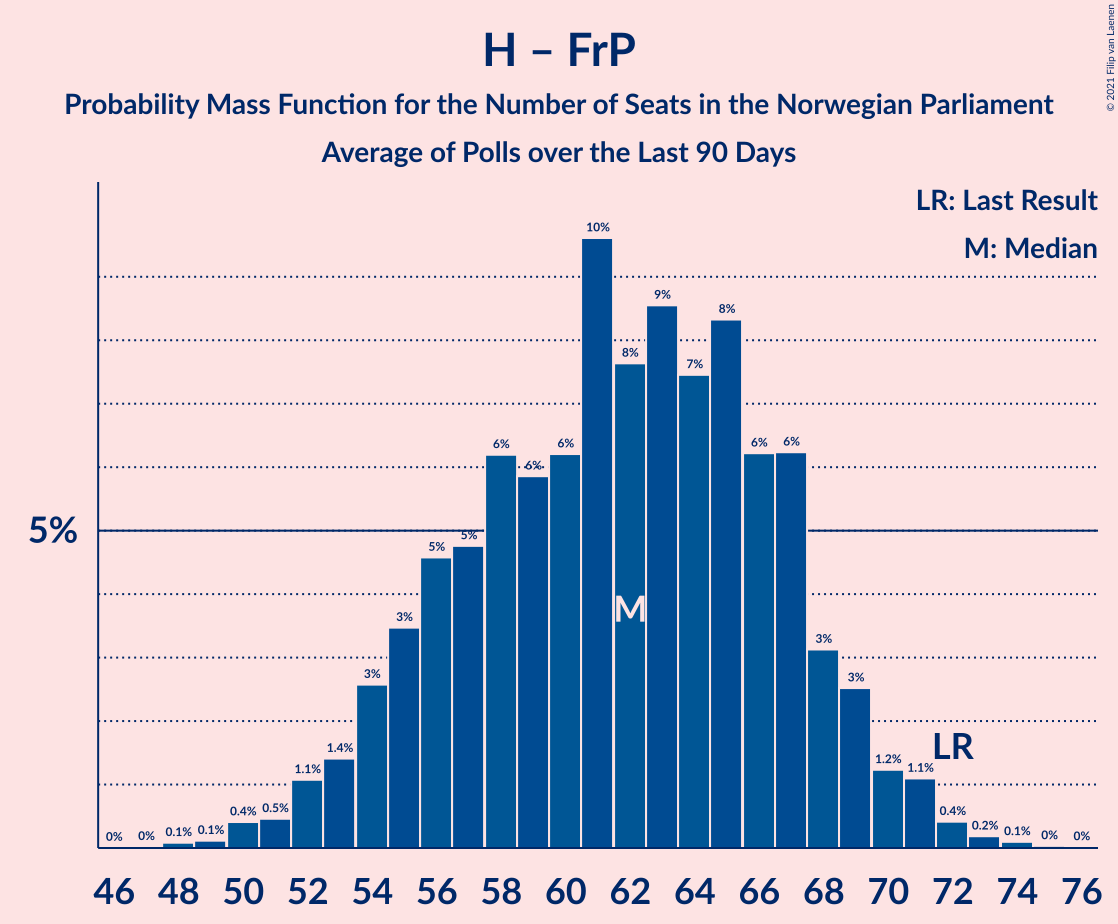 H – FrP
Probability Mass Function for the Number of Seats in the Norwegian Parliament
Average of Polls over the Last 90 Days
© 2021 Filip van Laenen
LR: Last Result
M: Median
5%
0% 0% 0.1% 0.1% 0.4% 0.5% 1.1% 1.4% 3% 3% 5% 5% 6% 6% 6% 10% 8% 9% 7% 8% 6% 6% 3% 3% 1.2% 1.1% 0.4% 0.2% 0.1% 0% 0%
M
LR
46 48 50 52 54 56 58 60 62 64 66 68 70 72 74 76